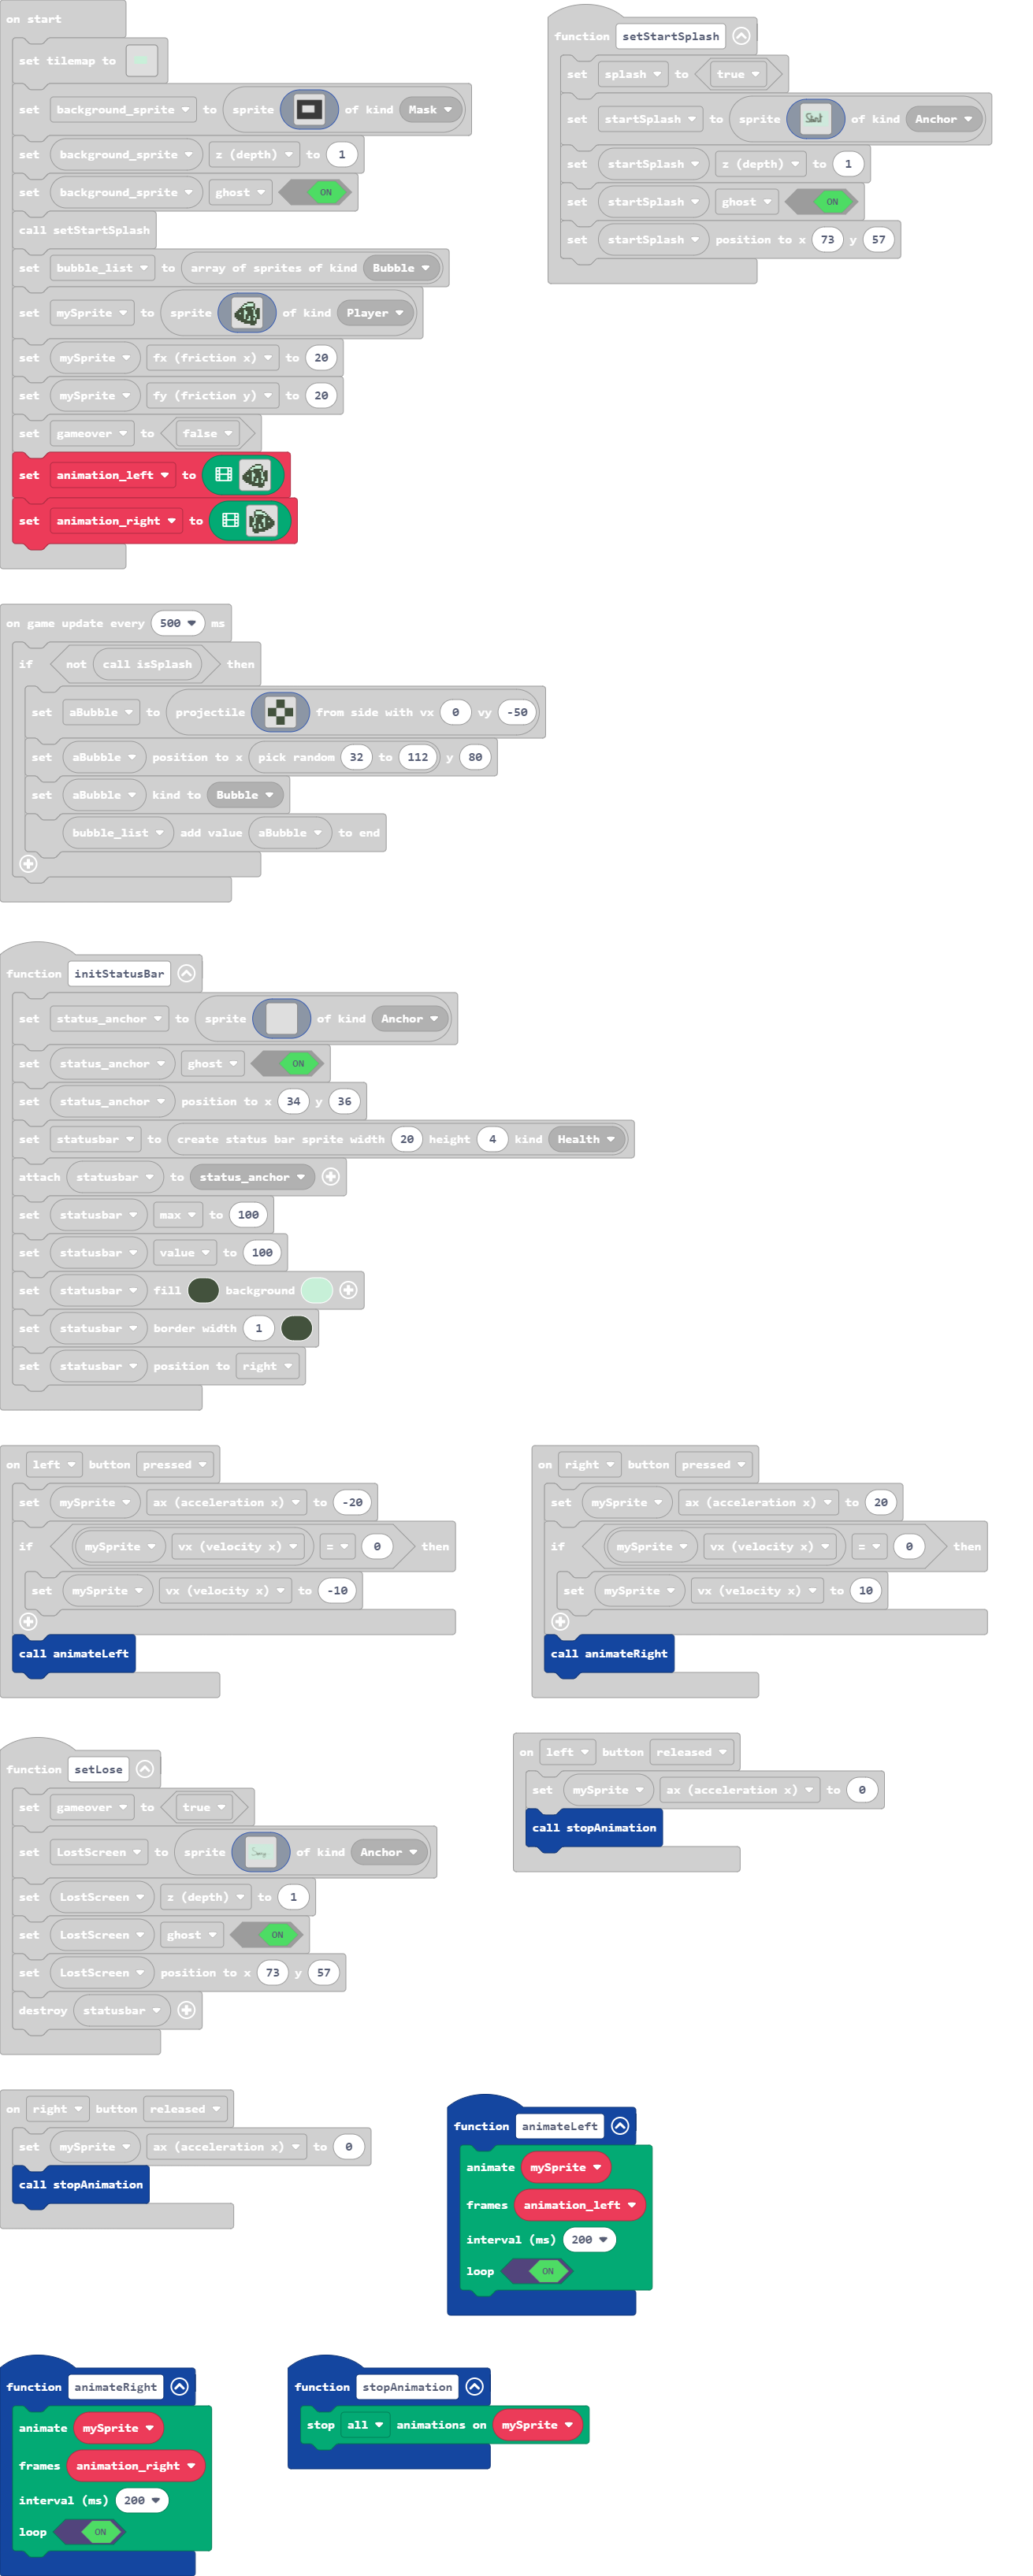 on start
set tilemap to
set background_sprite to sprite of kind Mask
set background_sprite z (depth) to 1
set background_sprite ghost ON
call setStartSplash
set bubble_list to array of sprites of kind Bubble
set mySprite to sprite of kind Player
set mySprite fx (friction x) to 20
set mySprite fy (friction y) to 20
set gameover to false
set animation_left to
set animation_right to
function setStartSplash
set splash to true
set startSplash to sprite Start of kind Anchor
set startSplash z (depth) to 1
set startSplash ghost ON
set startSplash position to x 73 y 57
on game update every 500 ms
if not call isSplash then
set aBubble to projectile from side with vx 0 vy -50
set aBubble position to x pick random 32 to 112 y 80
set aBubble kind to Bubble
bubble_list add value aBubble to end
function initStatusBar
set status_anchor to sprite of kind Anchor
set status_anchor ghost ON
set status_anchor position to x 34 y 36
set statusbar to create status bar sprite width 20 height 4 kind Health
attach statusbar to status_anchor
set statusbar max to 100
set statusbar value to 100
set statusbar fill background
set statusbar border width 1
set statusbar position to right
on left button pressed
set mySprite ax (acceleration x) to -20
if mySprite vx (velocity x) = 0 then
set mySprite vx (velocity x) to -10
call animateLeft
on right button pressed
set mySprite ax (acceleration x) to 20
if mySprite vx (velocity x) = 0 then
set mySprite vx (velocity x) to 10
call animateRight
function setLose
set gameover to true
set LostScreen to sprite of kind Anchor
set LostScreen z (depth) to 1
set LostScreen ghost ON
set LostScreen position to x 73 y 57
destroy statusbar
on left button released
set mySprite ax (acceleration x) to 0
call stopAnimation
on right button released
set mySprite ax (acceleration x) to 0
call stopAnimation
function animateLeft
animate mySprite
frames animation_left
interval (ms) 200
loop ON
function animateRight
animate mySprite
frames animation_right
interval (ms) 200
loop ON
function stopAnimation
stop all animations on mySprite